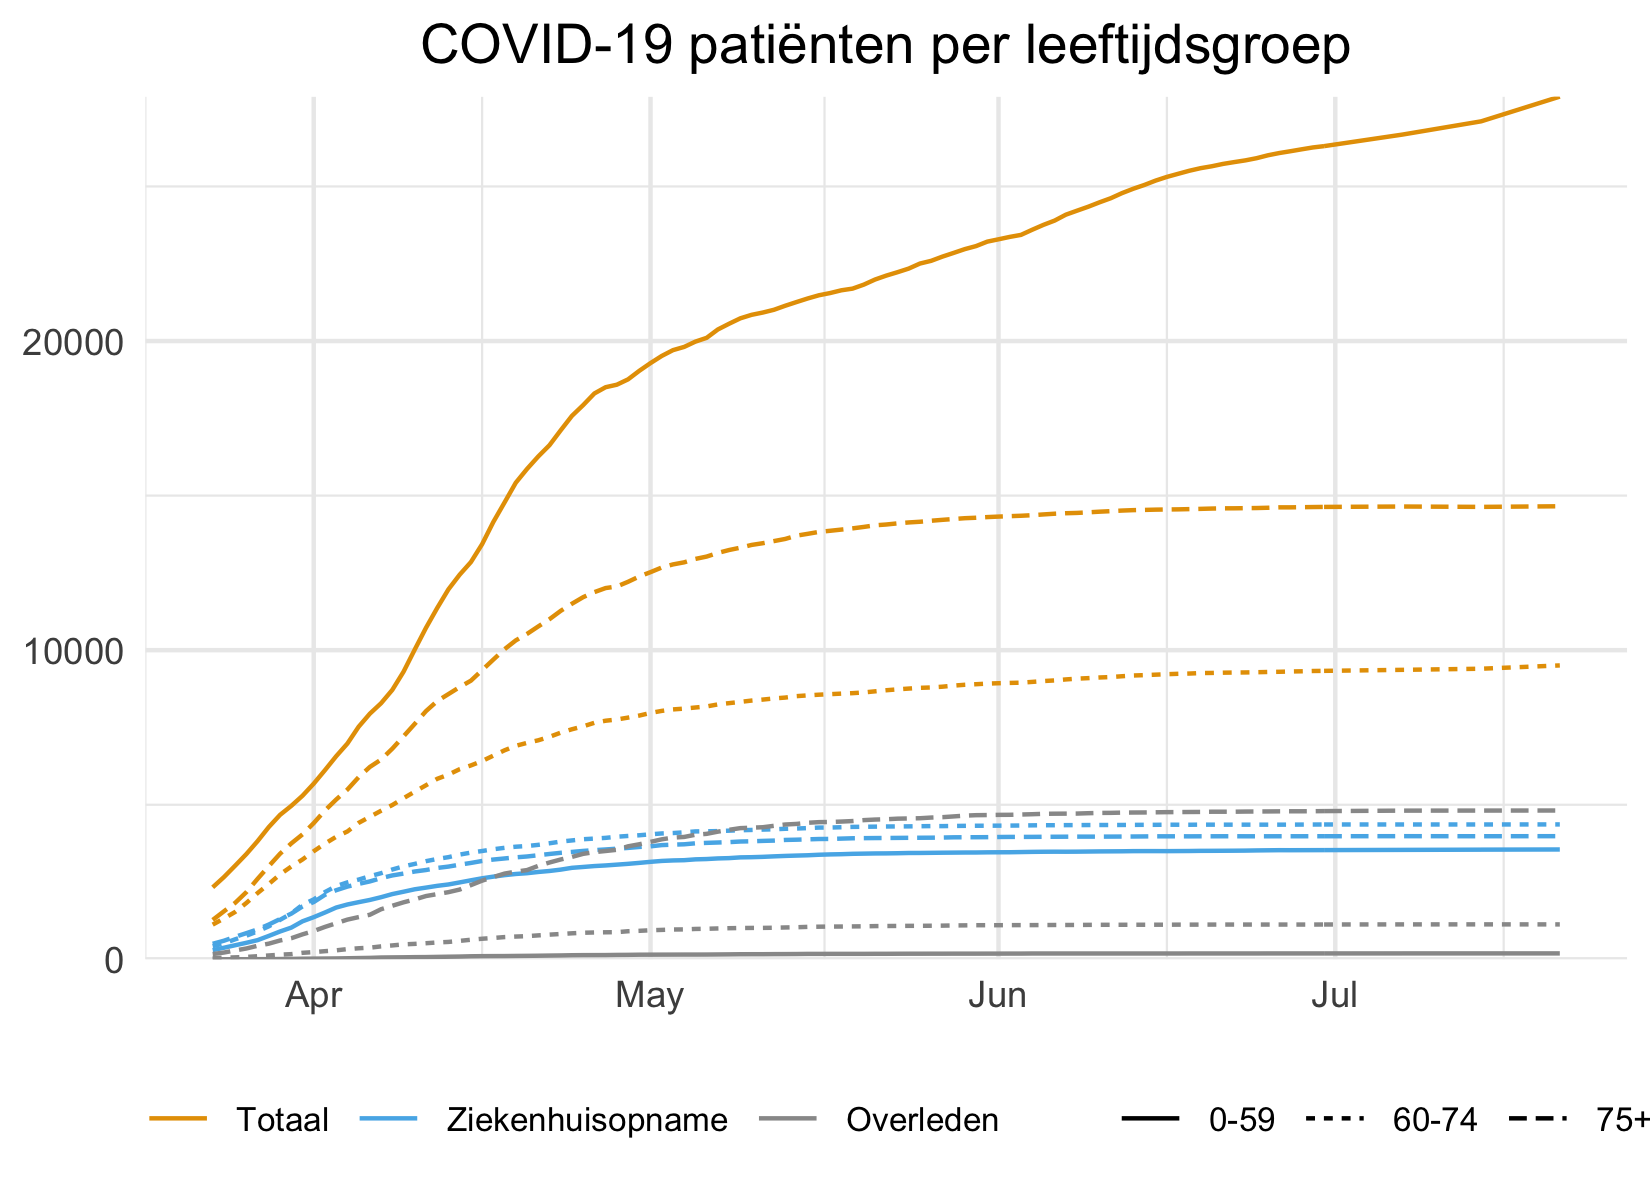 COVID-19 patiënten per leeftijdsgroep
20000
10000
0
Apr May Jun Jul
Totaal Ziekenhuisopname Overleden 0-59 60-74 75+